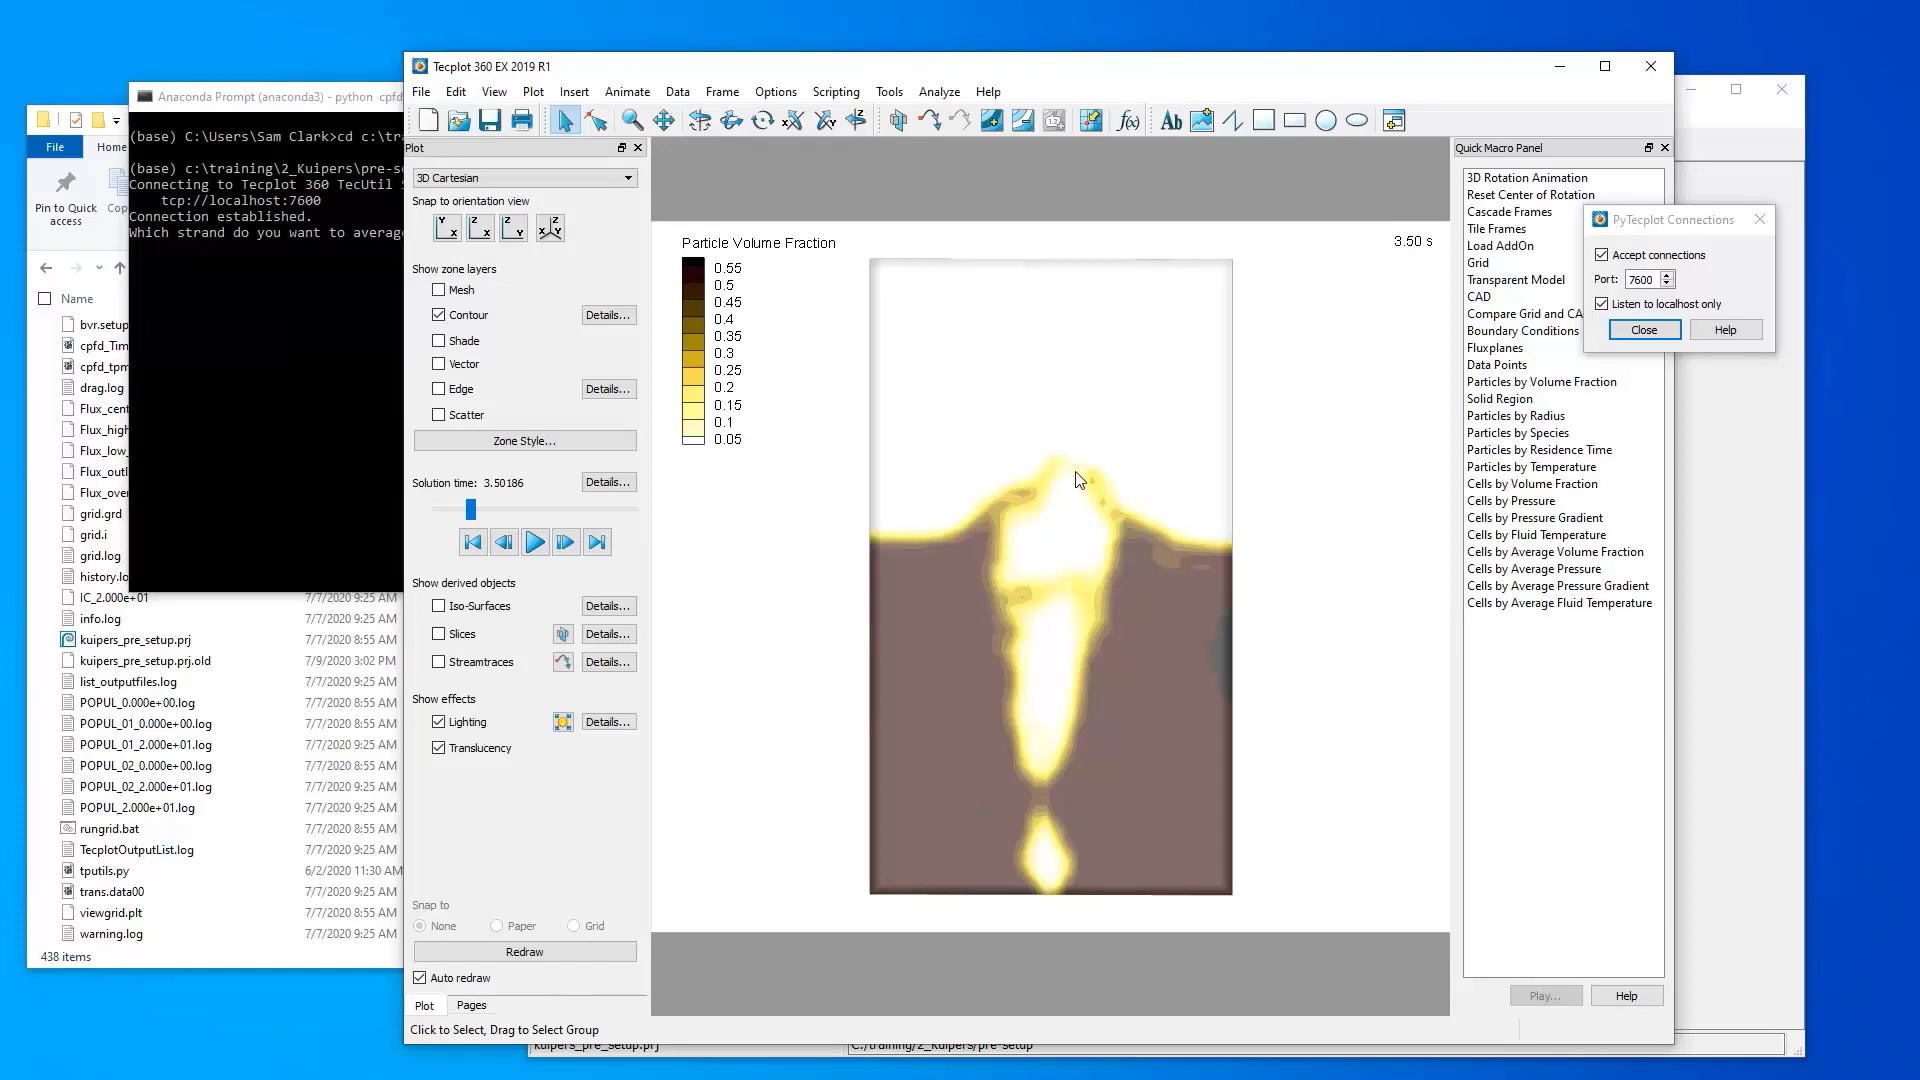 Tecplot 360 EX 2019 R1
File Edit View Plot Insert Animate Data Frame Options Scripting Tools Analyze Help
Anaconda Prompt (anaconda3) - python cpfd
(base) C:\Users\Sam Clark>cd c:\tra
(base) c:\training\2_Kuipers\pre-s
Connecting to Tecplot 360 TecUtil
tcp://localhost:7600
Connection established.
Which strand do you want to averag
File Home
Pin to Quick
access
Name
bvr.setup
cpfd_Tim
cpfd_tpm
drag.log
Flux_cent
Flux_high
Flux_low_
Flux_outl
Flux_over
grid.grd
grid.i
grid.log
history.lo
IC_2.000e+01 7/7/2020 9:25 AM
info.log 7/7/2020 9:25 AM
kuipers_pre_setup.prj 7/7/2020 8:55 AM
kuipers_pre_setup.prj.old 7/9/2020 3:02 PM
list_outputfiles.log 7/7/2020 9:25 AM
POPUL_0.000e+00.log 7/7/2020 8:55 AM
POPUL_01_0.000e+00.log 7/7/2020 8:55 AM
POPUL_01_2.000e+01.log 7/7/2020 9:25 AM
POPUL_02_0.000e+00.log 7/7/2020 8:55 AM
POPUL_02_2.000e+01.log 7/7/2020 9:25 AM
POPUL_2.000e+01.log 7/7/2020 9:25 AM
rungrid.bat 7/7/2020 8:55 AM
TecplotOutputList.log 7/7/2020 9:25 AM
tputils.py 6/2/2020 11:30 AM
trans.data00 7/7/2020 9:25 AM
viewgrid.plt 7/7/2020 8:55 AM
warning.log 7/7/2020 9:25 AM
438 items
Plot
3D Cartesian
Snap to orientation view
Y X Z X Z Y Z X Y
Show zone layers
Mesh
Contour Details...
Shade
Vector
Edge Details...
Scatter
Zone Style...
Solution time: 3.50186 Details...
Show derived objects
Iso-Surfaces Details...
Slices Details...
Streamtraces Details...
Show effects
Lighting Details...
Translucency
Snap to
None Paper Grid
Redraw
Auto redraw
Plot Pages
Click to Select, Drag to Select Group
Particle Volume Fraction
0.55
0.5
0.45
0.4
0.35
0.3
0.25
0.2
0.15
0.1
0.05
3.50 s
Quick Macro Panel
3D Rotation Animation
Reset Center of Rotation
Cascade Frames
Tile Frames
Load AddOn
Grid
Transparent Model
CAD
Compare Grid and CA
Boundary Conditions
Fluxplanes
Data Points
Particles by Volume Fraction
Solid Region
Particles by Radius
Particles by Species
Particles by Residence Time
Particles by Temperature
Cells by Volume Fraction
Cells by Pressure
Cells by Pressure Gradient
Cells by Fluid Temperature
Cells by Average Volume Fraction
Cells by Average Pressure
Cells by Average Pressure Gradient
Cells by Average Fluid Temperature
Play... Help
PyTecplot Connections
Accept connections
Port: 7600
Listen to localhost only
Close Help
kuipers_pre_setup.prj C:/training/2_Kuipers/pre-setup